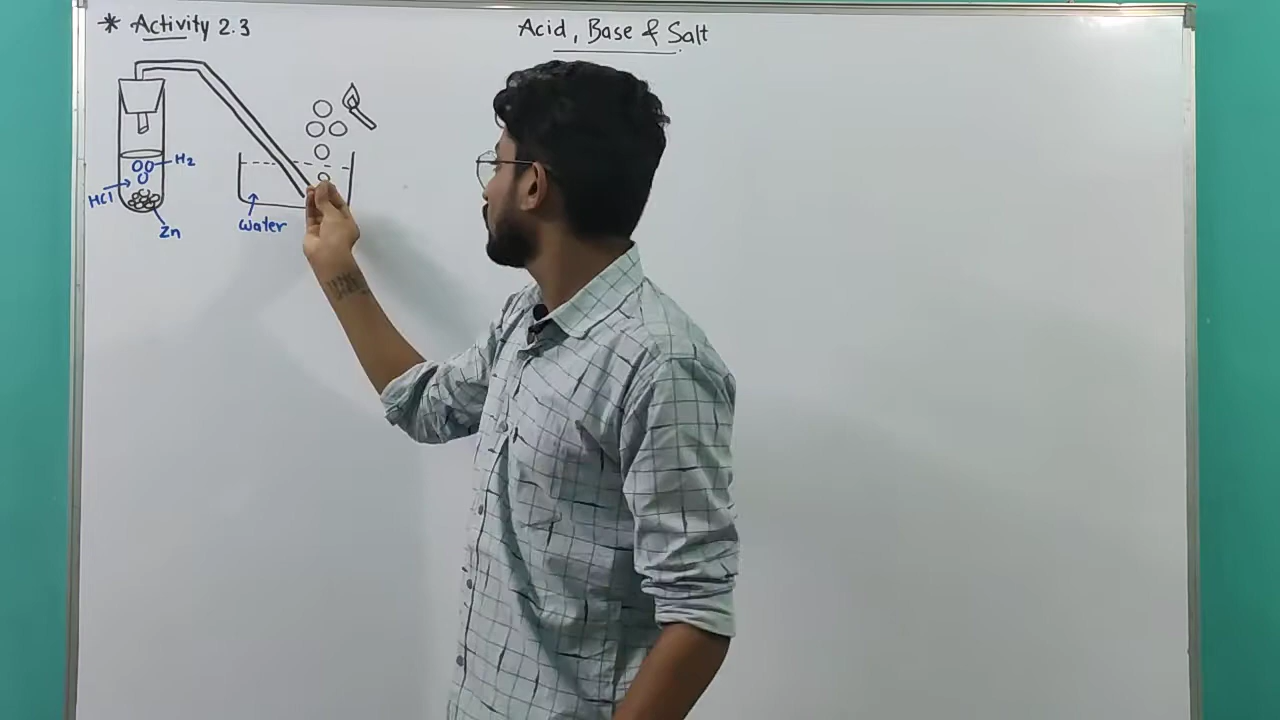 * Activity 2.3
Acid, Base & Salt
H2
HCl
Zn
Water